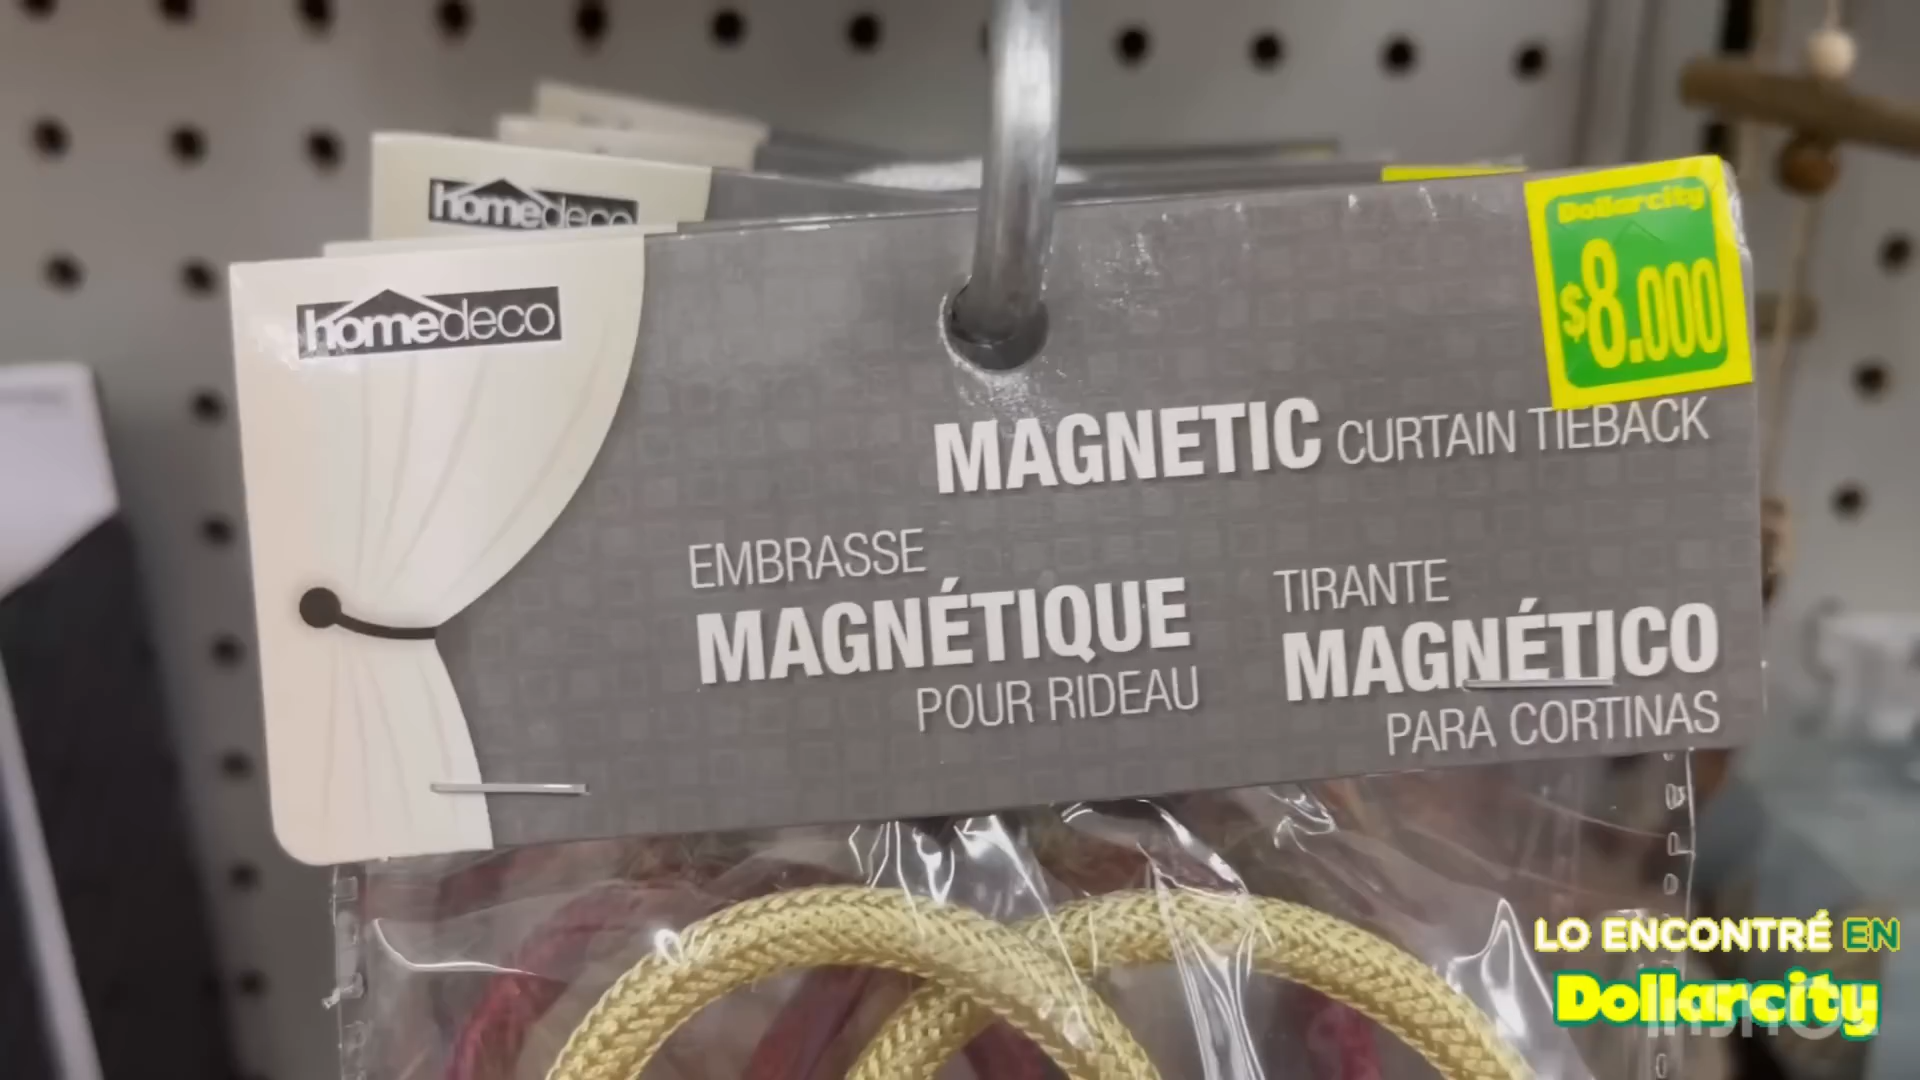 homedeco
homedeco
Dollarcity
$8.000
MAGNETIC CURTAIN TIEBACK
EMBRASSE
MAGNÉTIQUE
POUR RIDEAU
TIRANTE
MAGNÉTICO
PARA CORTINAS
LO ENCONTRÉ EN
Dollarcity